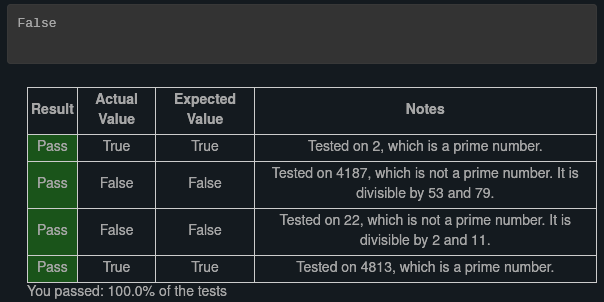 False
Result Actual Value Expected Value Notes
Pass True True Tested on 2, which is a prime number.
Pass False False Tested on 4187, which is not a prime number. It is
divisible by 53 and 79.
Pass False False Tested on 22, which is not a prime number. It is
divisible by 2 and 11.
Pass True True Tested on 4813, which is a prime number.
You passed: 100.0% of the tests